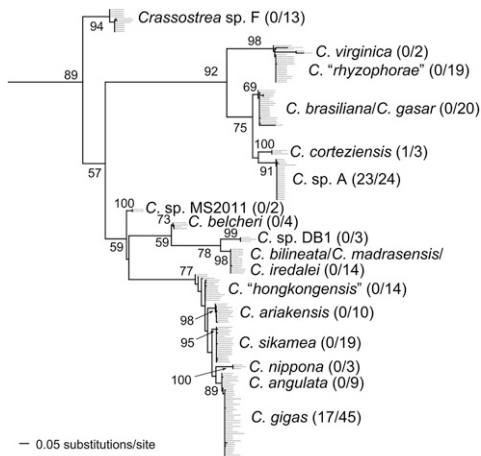 94
Crassostrea sp. F (0/13)
89
98
C. virginica (0/2)
92
C. "rhyzophorae" (0/19)
69
C. brasiliana/C. gasar (0/20)
75
100
C. corteziensis (1/3)
91
C. sp. A (23/24)
57
100
C. sp. MS2011 (0/2)
73
C. belcheri (0/4)
59
59
99
C. sp. DB1 (0/3)
78
98
C. bilineata/C. madrasensis/
C. iredalei (0/14)
77
C. "hongkongensis" (0/14)
98
C. ariakensis (0/10)
95
C. sikamea (0/19)
100
C. nippona (0/3)
C. angulata (0/9)
89
C. gigas (17/45)
0.05 substitutions/site